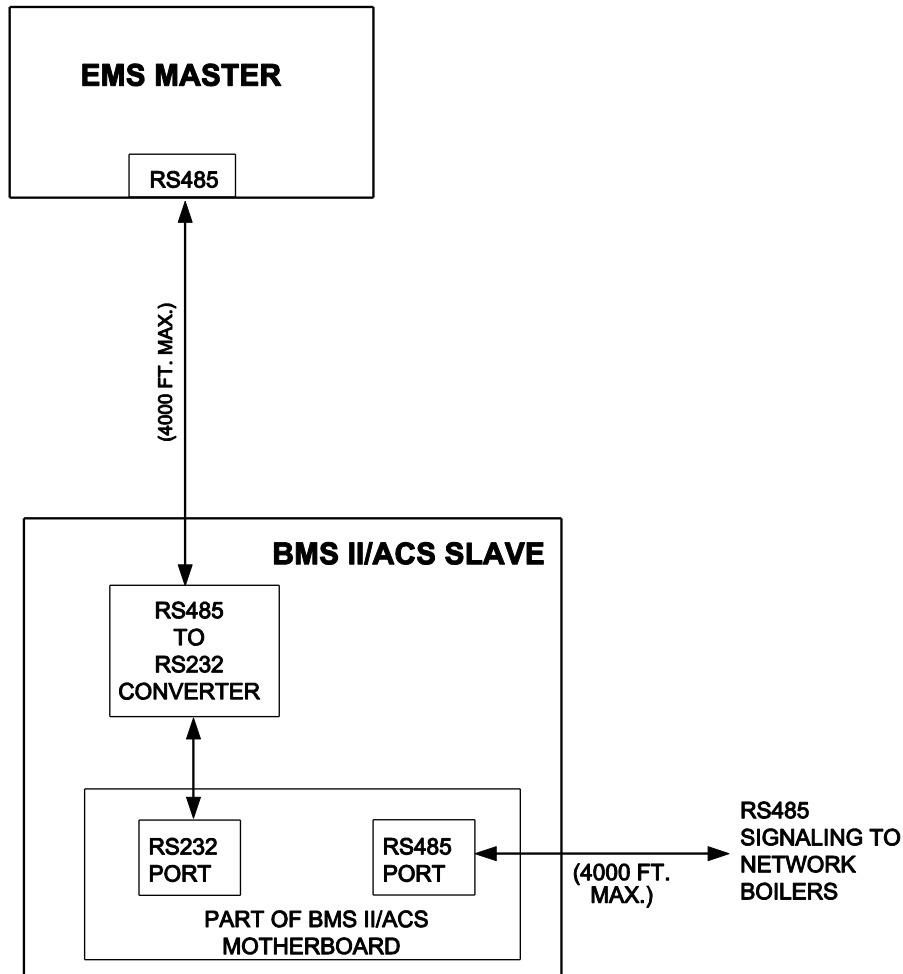 EMS MASTER
RS485
(4000 FT. MAX.)
BMS II/ACS SLAVE
RS485
TO
RS232
CONVERTER
RS232
PORT
RS485
PORT
(4000 FT.
MAX.)
RS485
SIGNALING TO
NETWORK
BOILERS
PART OF BMS II/ACS
MOTHERBOARD